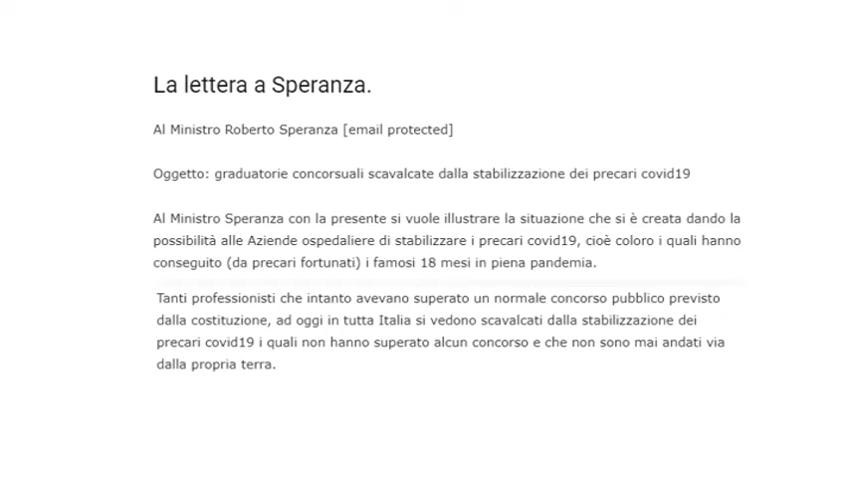 La lettera a Speranza.
Al Ministro Roberto Speranza [email protected]
Oggetto: graduatorie concorsuali scavalcate dalla stabilizzazione dei precari covid19
Al Ministro Speranza con la presente si vuole illustrare la situazione che si è creata dando la
possibilità alle Aziende ospedaliere di stabilizzare i precari covid19, cioè coloro i quali hanno
conseguito (da precari fortunati) i famosi 18 mesi in piena pandemia.
Tanti professionisti che intanto avevano superato un normale concorso pubblico previsto
dalla costituzione, ad oggi in tutta Italia si vedono scavalcati dalla stabilizzazione dei
precari covid19 i quali non hanno superato alcun concorso e che non sono mai andati via
dalla propria terra.